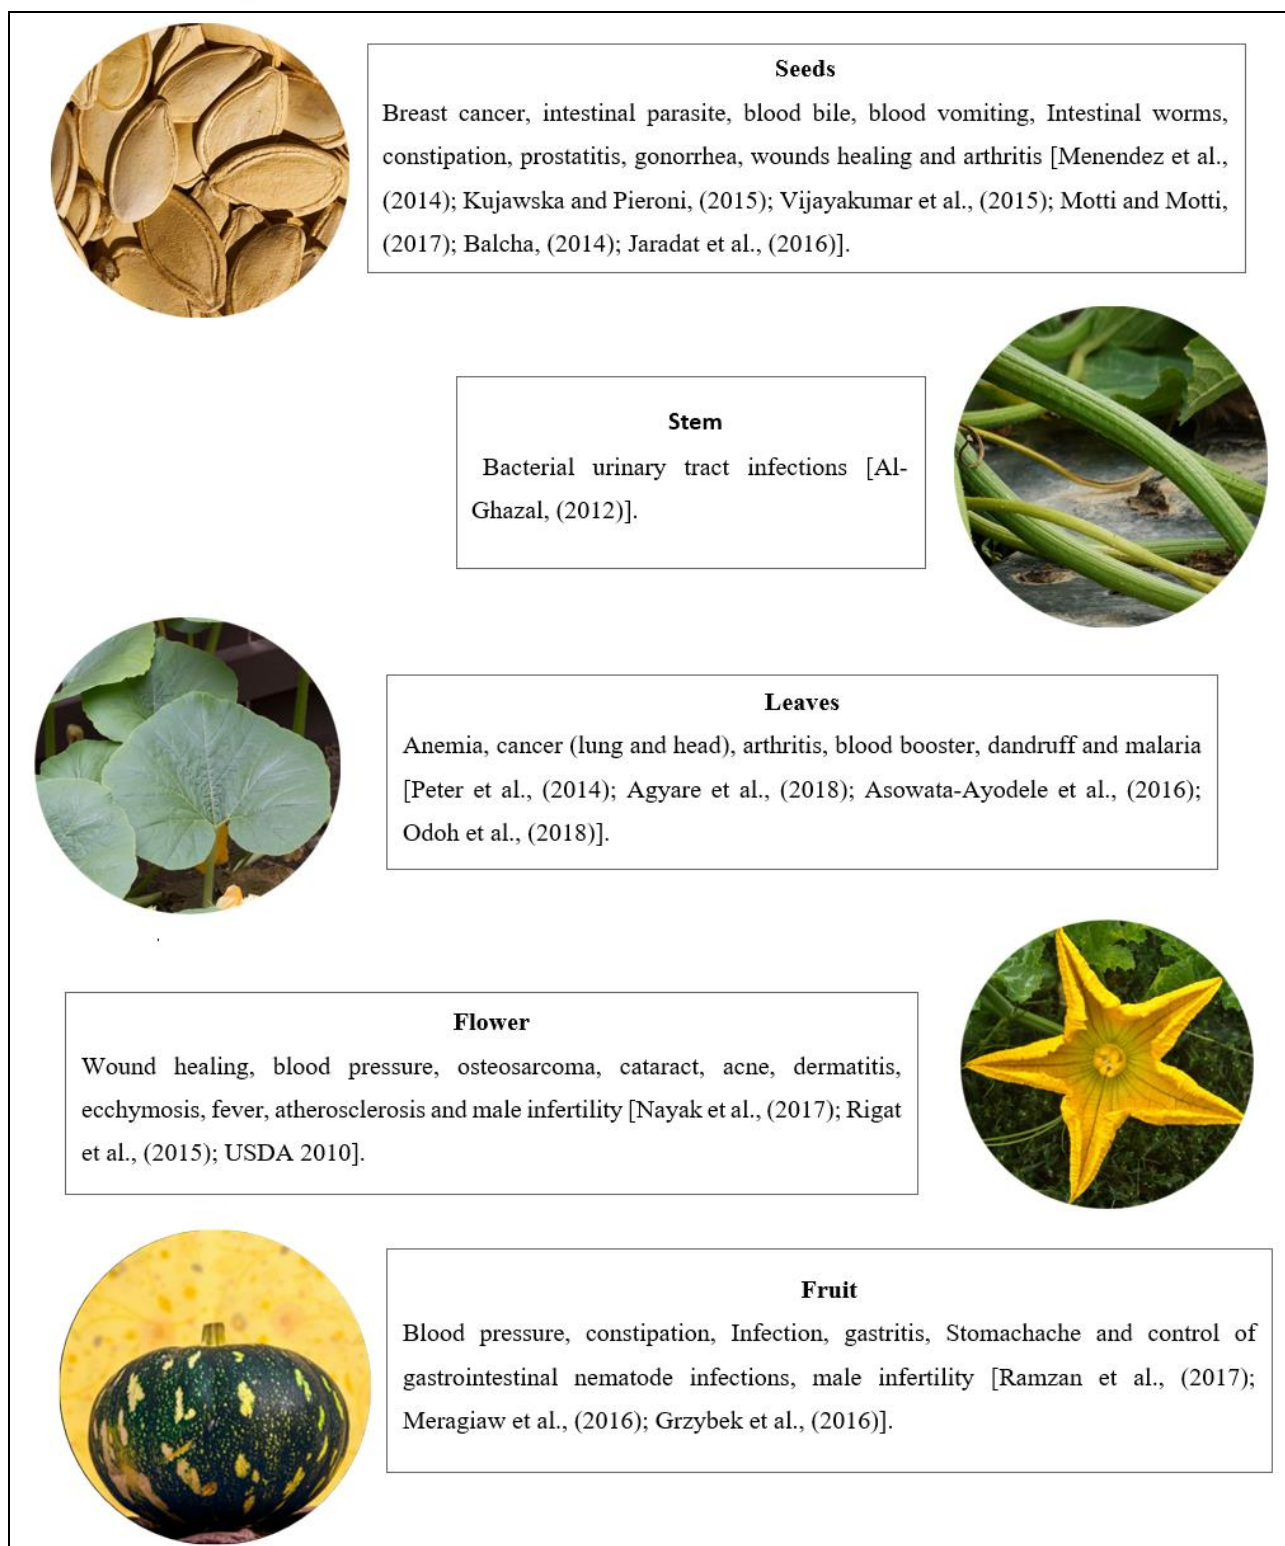 Seeds
Breast cancer, intestinal parasite, blood bile, blood vomiting, Intestinal worms,
constipation, prostatitis, gonorrhea, wounds healing and arthritis [Menendez et al.,
(2014); Kujawska and Pieroni, (2015); Vijayakumar et al., (2015); Motti and Motti,
(2017); Balcha, (2014); Jaradat et al., (2016)].
Stem
Bacterial urinary tract infections [Al-
Ghazal, (2012)].
Leaves
Anemia, cancer (lung and head), arthritis, blood booster, dandruff and malaria
[Peter et al., (2014); Agyare et al., (2018); Asowata-Ayodele et al., (2016);
Odoh et al., (2018)].
Flower
Wound healing, blood pressure, osteosarcoma, cataract, acne, dermatitis,
ecchymosis, fever, atherosclerosis and male infertility [Nayak et al., (2017); Rigat
et al., (2015); USDA 2010].
Fruit
Blood pressure, constipation, Infection, gastritis, Stomachache and control of
gastrointestinal nematode infections, male infertility [Ramzan et al., (2017);
Meragiaw et al., (2016); Grzybek et al., (2016)].